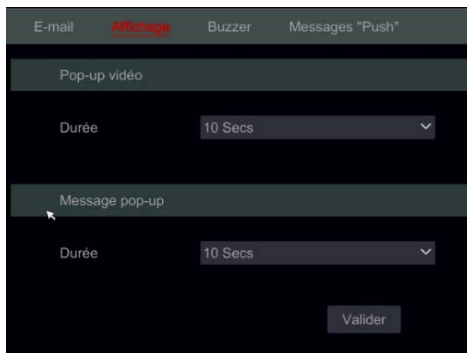 E-mail Affichage Buzzer Messages "Push"
Pop-up vidéo
Durée 10 Secs
Message pop-up
Durée 10 Secs
Valider